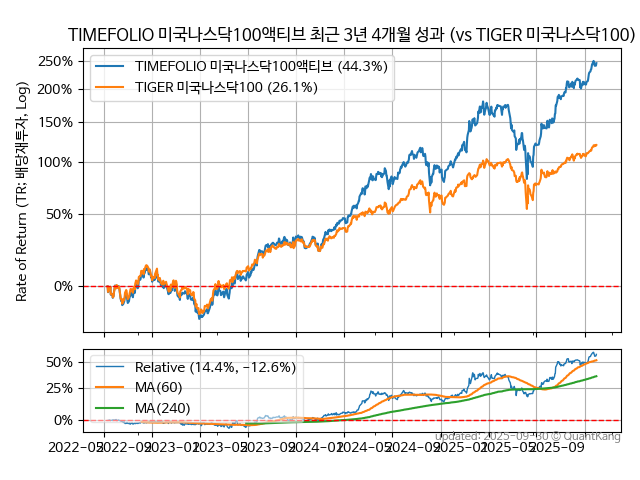 TIMEFOLIO 미국나스닥100액티브 최근 3년 4개월 성과 (vs TIGER 미국나스닥100)
Rate of Return (TR: 배당재투자, Log)
250%
200%
150%
100%
50%
0%
TIMEFOLIO 미국나스닥100액티브 (44.3%)
TIGER 미국나스닥100 (26.1%)
50%
25%
0%
Relative (14.4%, −12.6%)
MA(60)
MA(240)
2022-05 2022-09 2023-01 2023-05 2023-09 2024-01 2024-05 2024-09 2025-01 2025-05 2025-09
updated: 2025-09-30 © QuantKang